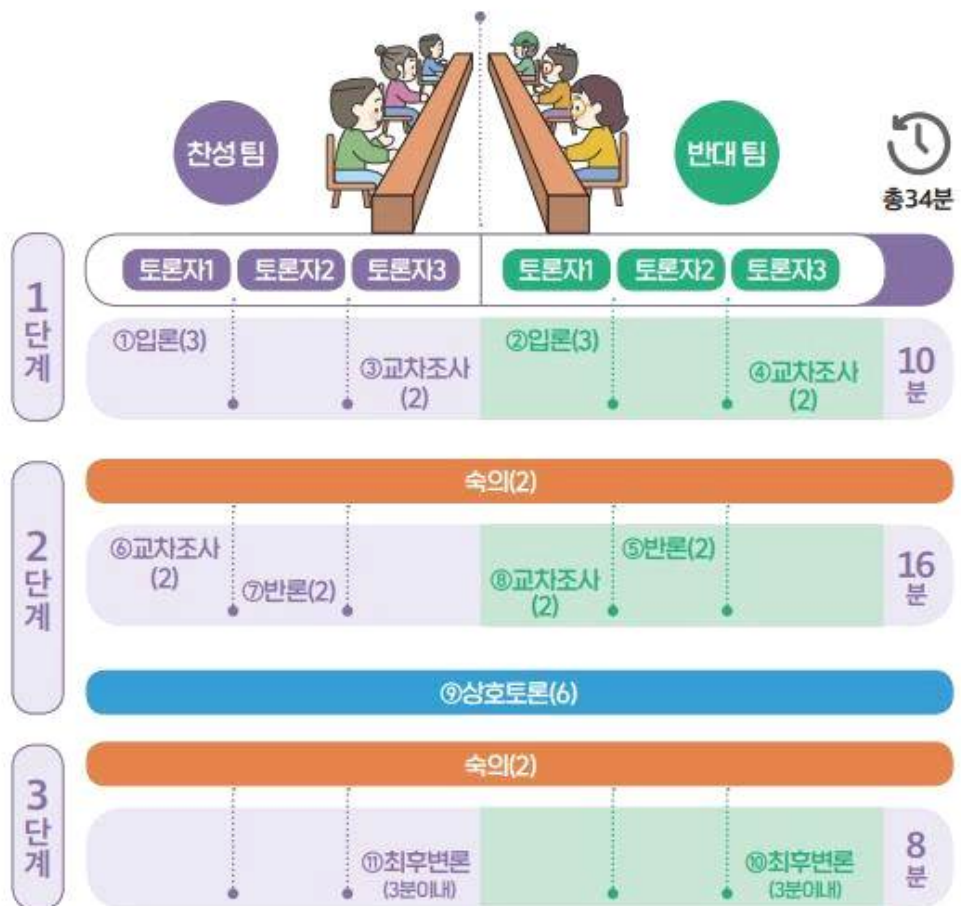 찬성 팀
반대 팀
총34분
1단계
토론자1 토론자2 토론자3 토론자1 토론자2 토론자3
①입론(3)
②입론(3)
③교차조사
(2)
④교차조사
(2)
10분
2단계
숙의(2)
⑥교차조사
(2)
⑦반론(2)
⑤반론(2)
⑧교차조사
(2)
16분
⑨상호토론(6)
3단계
숙의(2)
⑪최후변론
(3분이내)
⑩최후변론
(3분이내)
8분